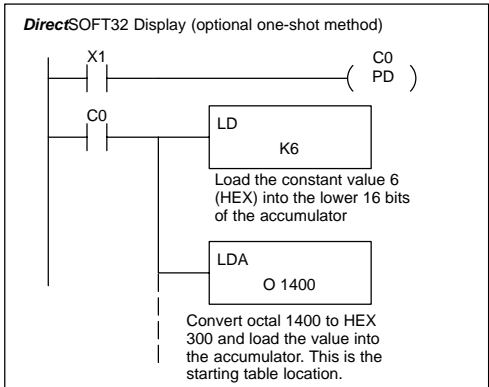 DirectSOFT32 Display (optional one-shot method)
X1
C0
PD
C0
LD
K6
Load the constant value 6
(HEX) into the lower 16 bits
of the accumulator
LDA
O 1400
Convert octal 1400 to HEX
300 and load the value into
the accumulator. This is the
starting table location.